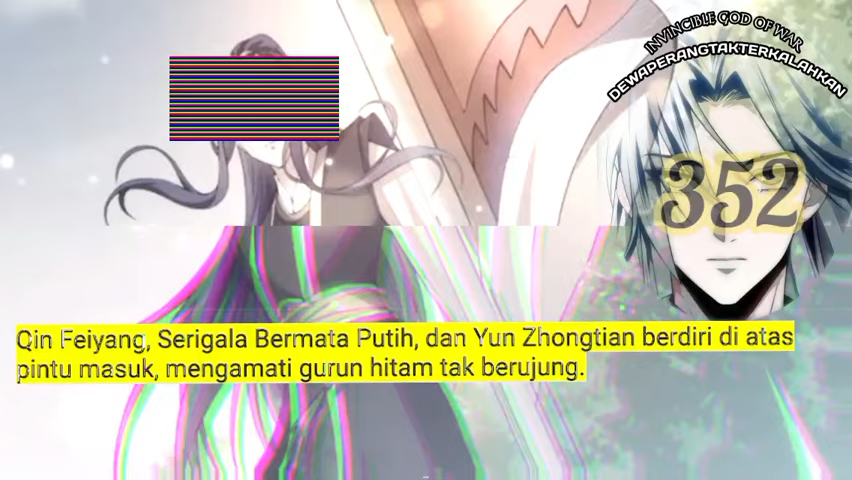 INVINCIBLE GOD OF WAR
DEWAPERANGTAKTERKALAHKAN
352
Qin Feiyang, Serigala Bermata Putih, dan Yun Zhongtian berdiri di atas
pintu masuk, mengamati gurun hitam tak berujung.